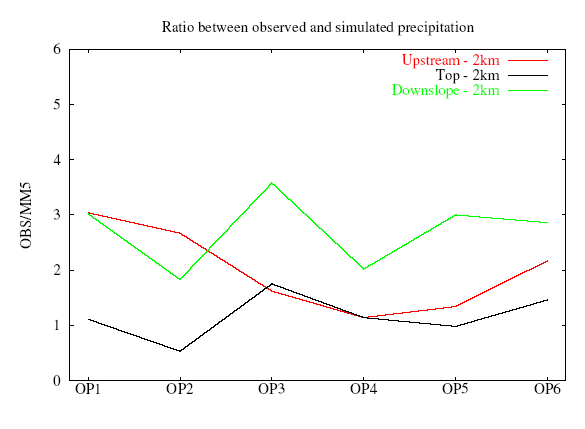 Ratio between observed and simulated precipitation
6
Upstream - 2km
Top - 2km
Downslope - 2km
5
4
3
2
1
0
OBS/MM5
OP1 OP2 OP3 OP4 OP5 OP6